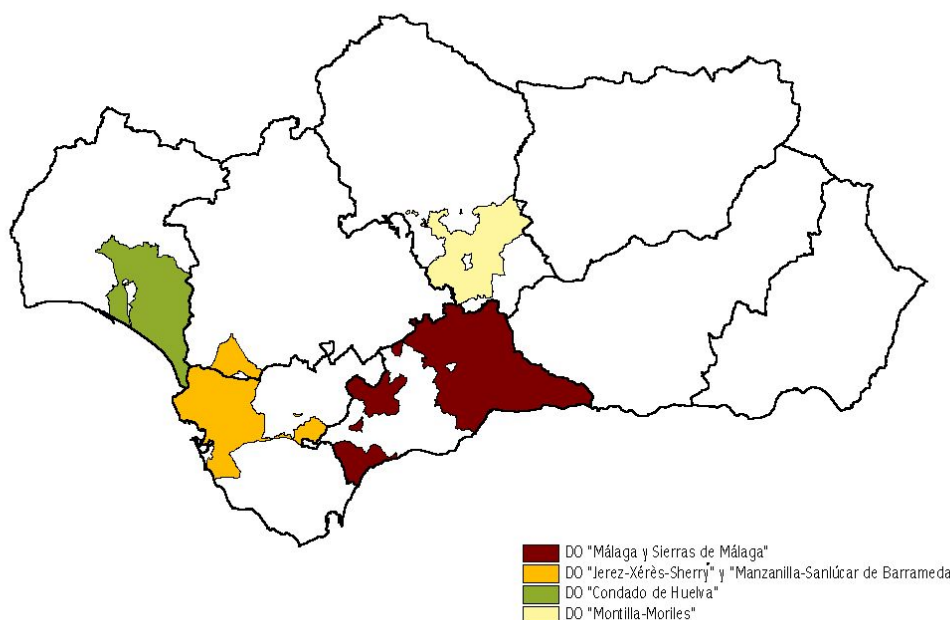 DO "Málaga y Sierras de Málaga"
DO "Jerez-Xérès-Sherry" y "Manzanilla-Sanlúcar de Barrameda
DO "Condado de Huelva"
DO "Montilla-Moriles"